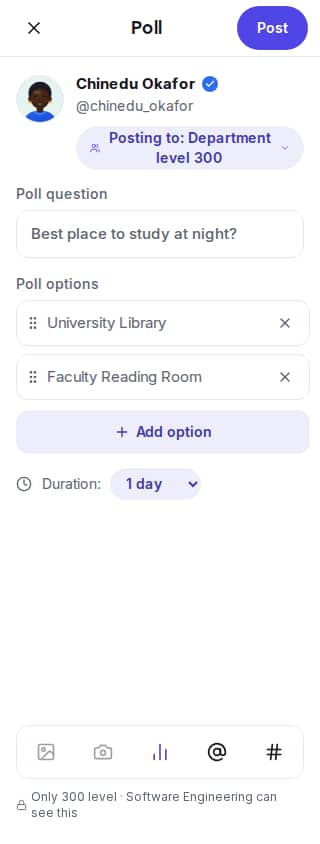 Poll
Post
Chinedu Okafor
@chinedu_okafor
Posting to: Department
level 300
Poll question
Best place to study at night?
Poll options
University Library
Faculty Reading Room
+ Add option
Duration: 1 day
@ #
Only 300 level · Software Engineering can
see this